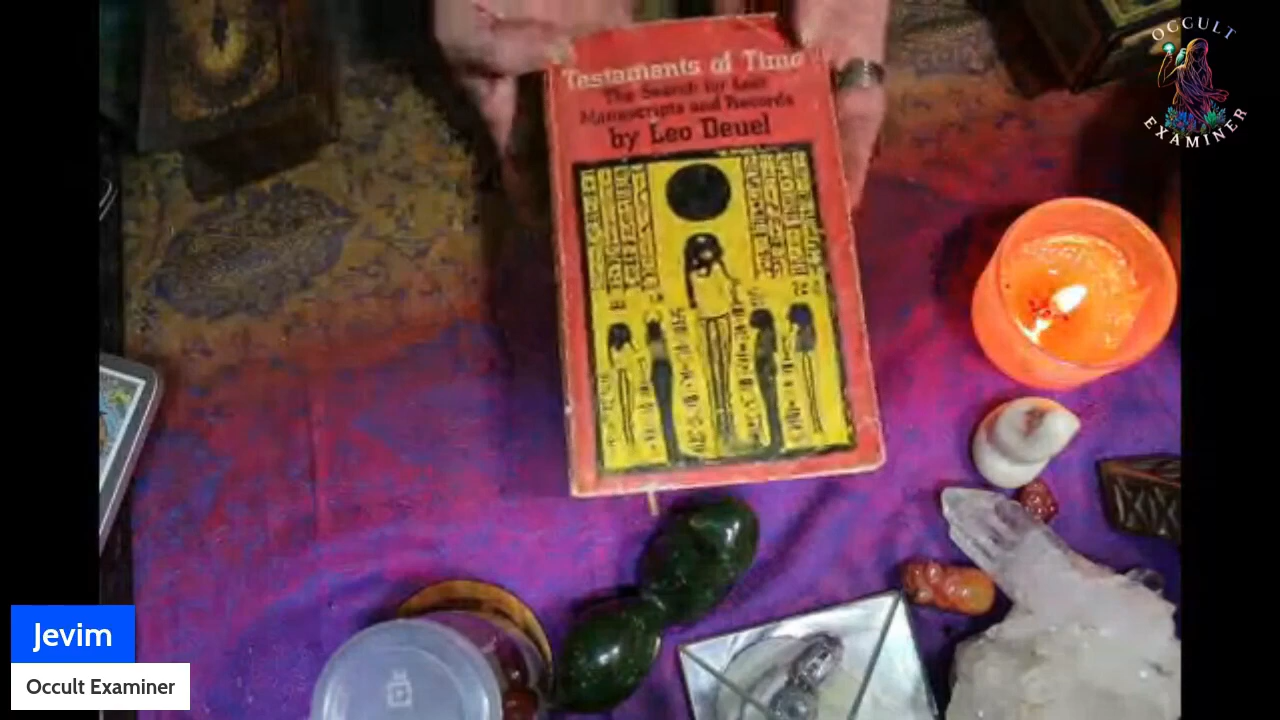 Testaments of Time
The Search for Lost
Manuscripts and Records
by Leo Deuel
OCCULT
EXAMINER
Jevim
Occult Examiner